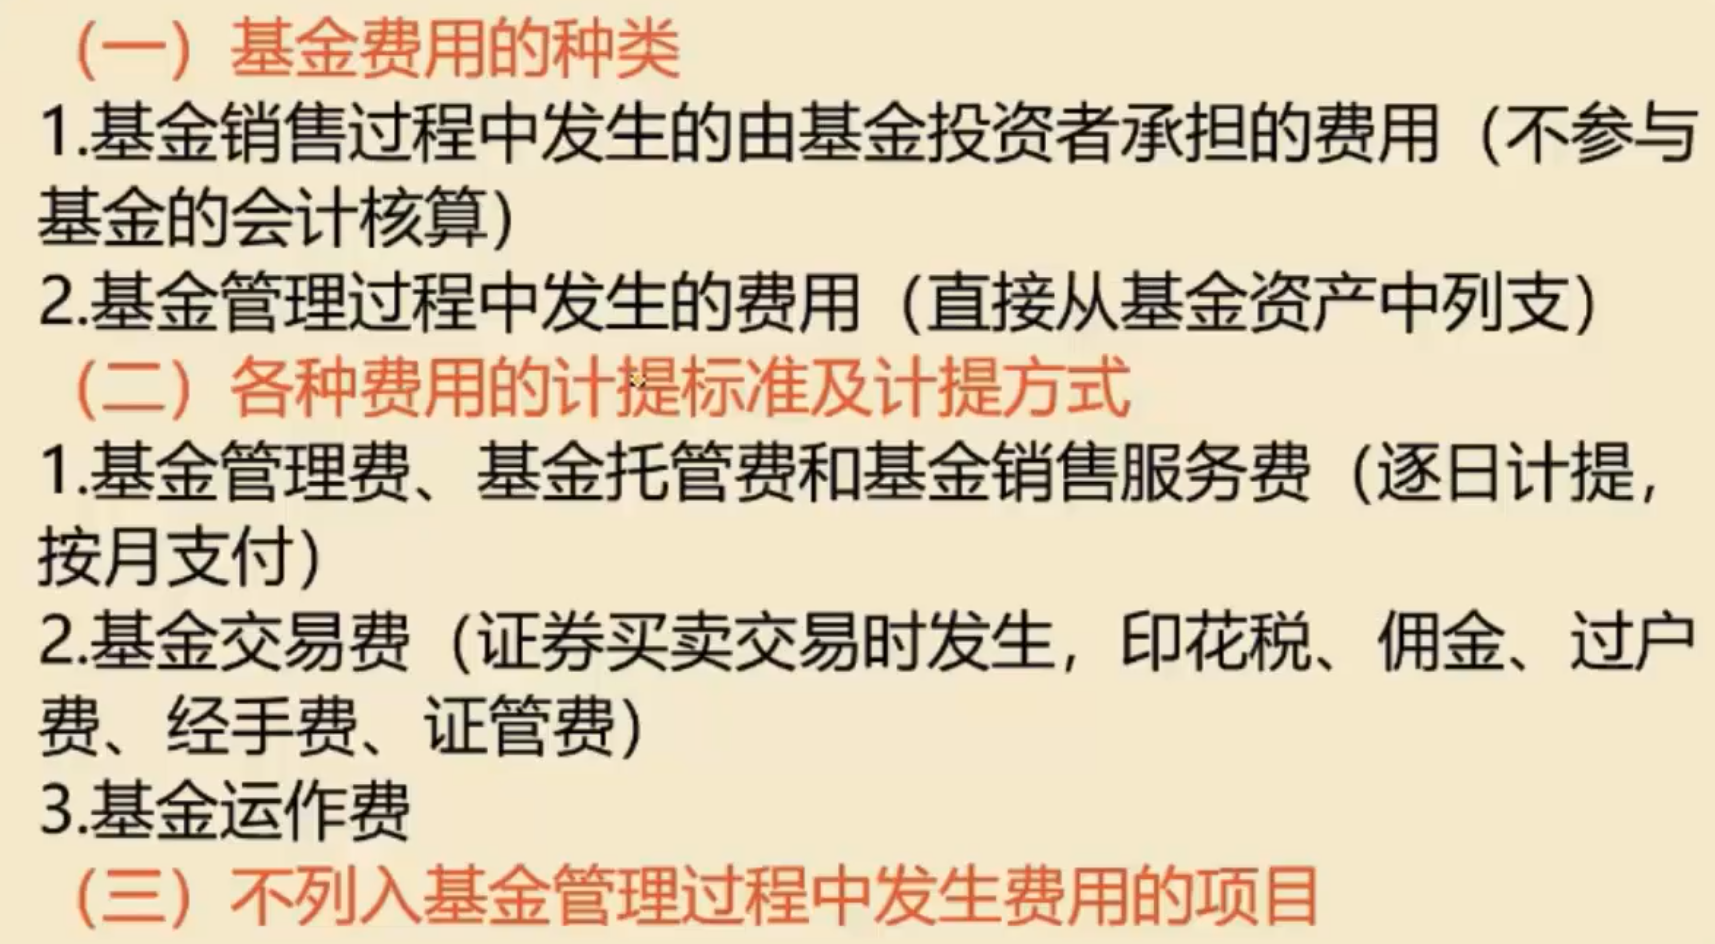 （一）基金费用的种类
1.基金销售过程中发生的由基金投资者承担的费用（不参与
基金的会计核算）
2.基金管理过程中发生的费用（直接从基金资产中列支）
（二）各种费用的计提标准及计提方式
1.基金管理费、基金托管费和基金销售服务费（逐日计提，
按月支付）
2.基金交易费（证券买卖交易时发生，印花税、佣金、过户
费、经手费、证管费）
3.基金运作费
（三）不列入基金管理过程中发生费用的项目